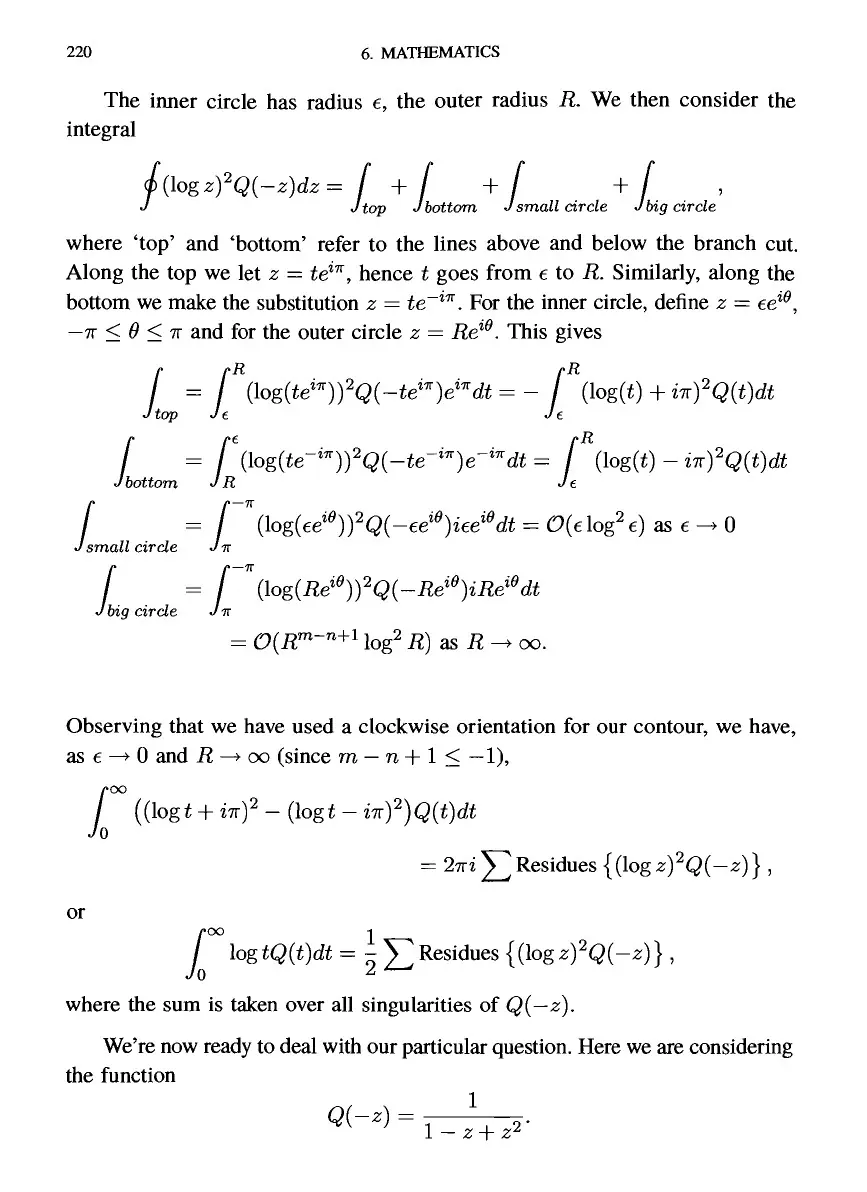 220 6. MATHEMATICS
The inner circle has radius ϵ, the outer radius R. We then consider the
integral
∮(log z)²Q(−z)dz = ∫_top + ∫_bottom + ∫_small circle + ∫_big circle,
where ‘top’ and ‘bottom’ refer to the lines above and below the branch cut.
Along the top we let z = te^{iπ}, hence t goes from ϵ to R. Similarly, along the
bottom we make the substitution z = te^{−iπ}. For the inner circle, define z = ϵe^{iθ},
−π ≤ θ ≤ π and for the outer circle z = Re^{iθ}. This gives
∫_top = ∫_ϵ^R (log(te^{iπ}))²Q(−te^{iπ})e^{iπ}dt = − ∫_ϵ^R (log(t) + iπ)²Q(t)dt
∫_bottom = ∫_R^ϵ (log(te^{−iπ}))²Q(−te^{−iπ})e^{−iπ}dt = ∫_ϵ^R (log(t) − iπ)²Q(t)dt
∫_small circle = ∫_π^{−π} (log(ϵe^{iθ}))²Q(−ϵe^{iθ})iϵe^{iθ}dt = O(ϵ log² ϵ) as ϵ → 0
∫_big circle = ∫_π^{−π} (log(Re^{iθ}))²Q(−Re^{iθ})iRe^{iθ}dt
= O(R^{m−n+1} log² R) as R → ∞.
Observing that we have used a clockwise orientation for our contour, we have,
as ϵ → 0 and R → ∞ (since m − n + 1 ≤ −1),
∫_0^∞ ((log t + iπ)² − (log t − iπ)²)Q(t)dt
= 2πi ∑ Residues {(log z)²Q(−z)},
or
∫_0^∞ log tQ(t)dt = 1/2 ∑ Residues {(log z)²Q(−z)},
where the sum is taken over all singularities of Q(−z).
We’re now ready to deal with our particular question. Here we are considering
the function
Q(−z) = 1/(1 − z + z²).